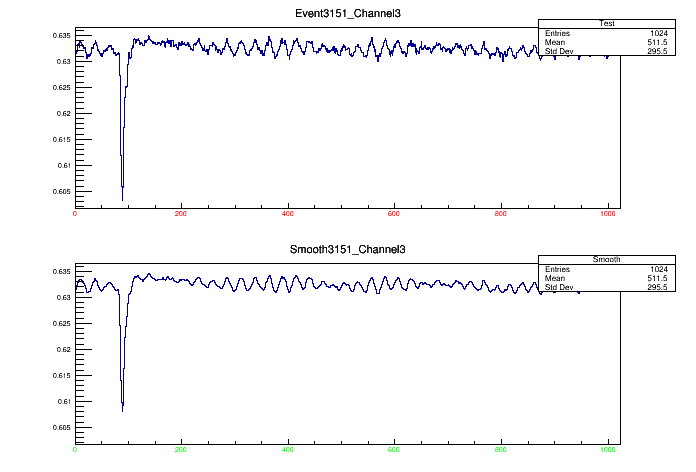 Event3151_Channel3
Test
Entries 1024
Mean 511.5
Std Dev 295.5
0.635
0.63
0.625
0.62
0.615
0.61
0.605
0 200 400 600 800 1000
Smooth3151_Channel3
Smooth
Entries 1024
Mean 511.5
Std Dev 295.5
0.635
0.63
0.625
0.62
0.615
0.61
0.605
0 200 400 600 800 1000